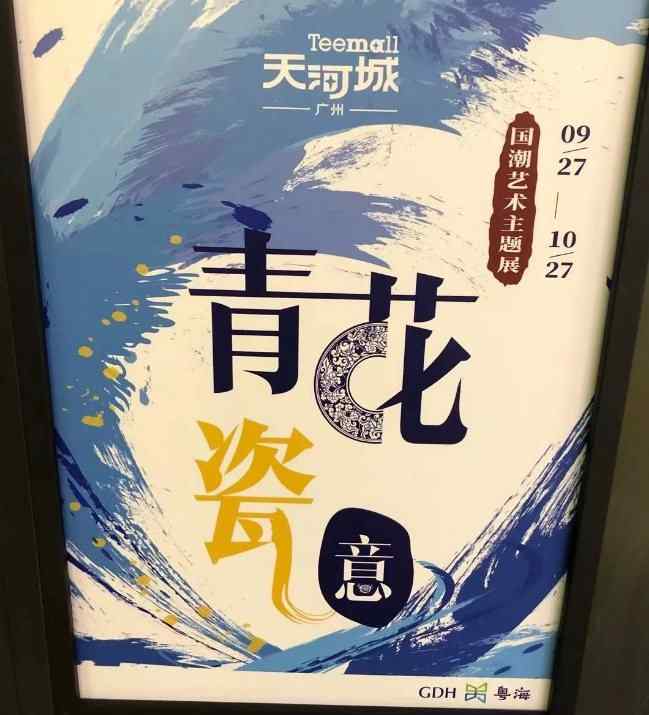 Teemall
天河城
广州
国潮艺术主题展
09/27
—
10/27
青花
瓷
意
GDH 粤海